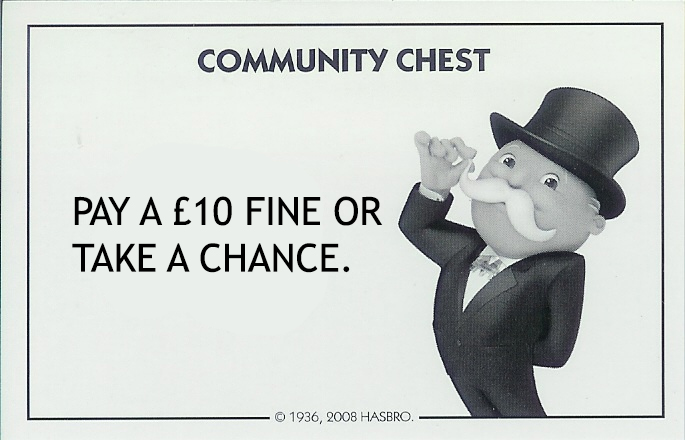 COMMUNITY CHEST
PAY A £10 FINE OR
TAKE A CHANCE.
© 1936, 2008 HASBRO.